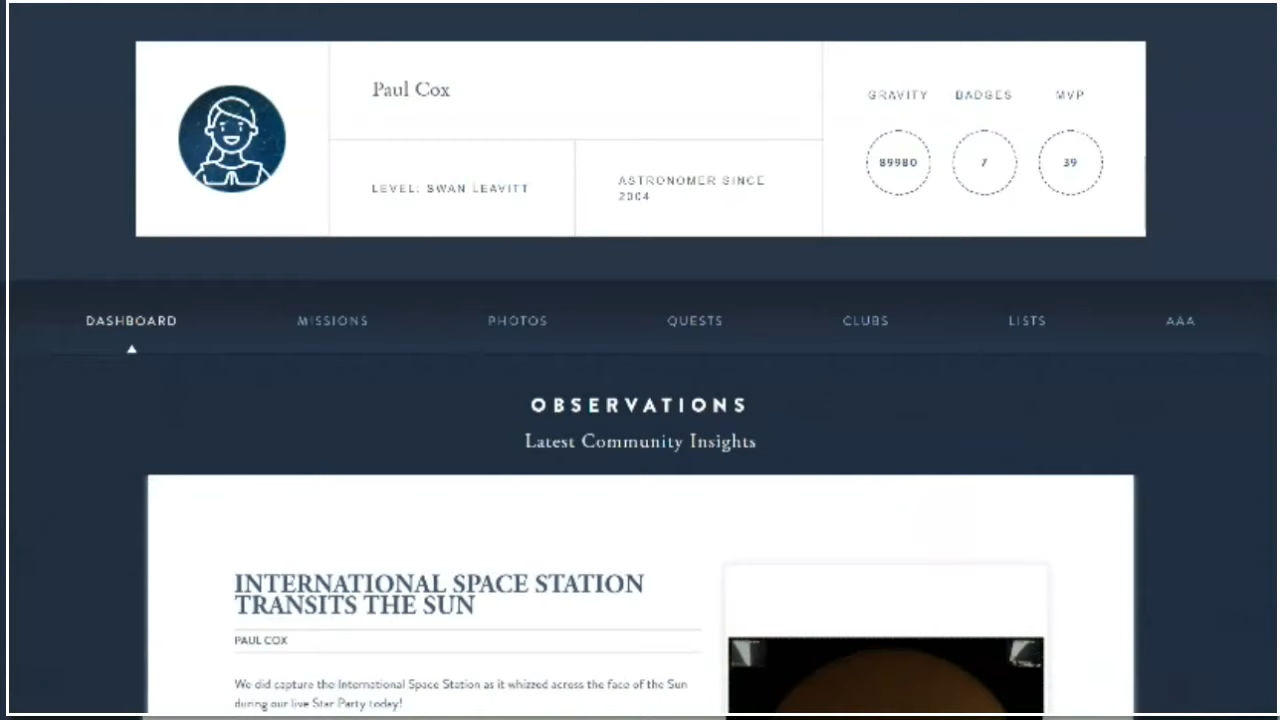 Paul Cox
GRAVITY BADGES MVP
89980 7 39
LEVEL: SWAN LEAVITT
ASTRONOMER SINCE
2004
DASHBOARD MISSIONS PHOTOS QUESTS CLUBS LISTS AAA
OBSERVATIONS
Latest Community Insights
INTERNATIONAL SPACE STATION
TRANSITS THE SUN
PAUL COX
We did capture the International Space Station as it whizzed across the face of the Sun
during our live Star Party today!